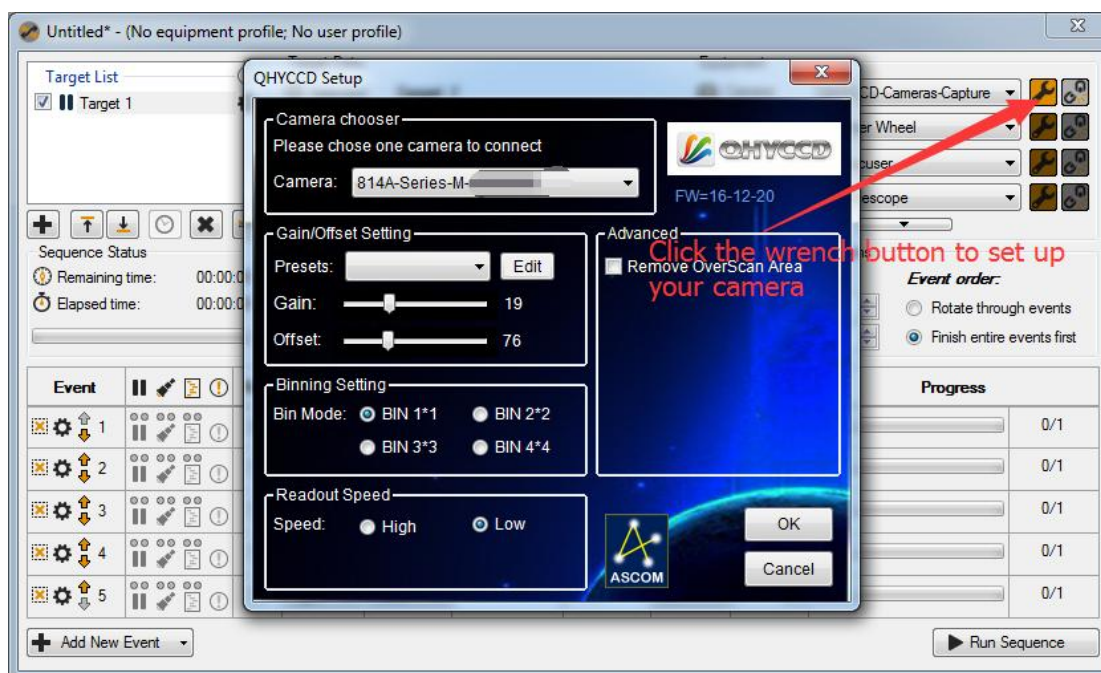 Untitled* - (No equipment profile; No user profile)
Target List
Target 1
QHYCCD Setup
Camera chooser
Please chose one camera to connect
Camera: 814A-Series-M-
QHYCCD
FW=16-12-20
CD-Cameras-Capture
er Wheel
cuser
escope
Gain/Offset Setting
Presets: Edit
Gain: 19
Offset: 76
Advanced
Remove OverScan Area
Click the wrench button to set up
your camera
Sequence Status
Remaining time: 00:00:0
Elapsed time: 00:00:0
Event order:
Rotate through events
Finish entire events first
Binning Setting
Bin Mode: BIN 1*1 BIN 2*2
BIN 3*3 BIN 4*4
Readout Speed
Speed: High Low
ASCOM
OK
Cancel
Event Progress
1 0/1
2 0/1
3 0/1
4 0/1
5 0/1
Add New Event
Run Sequence